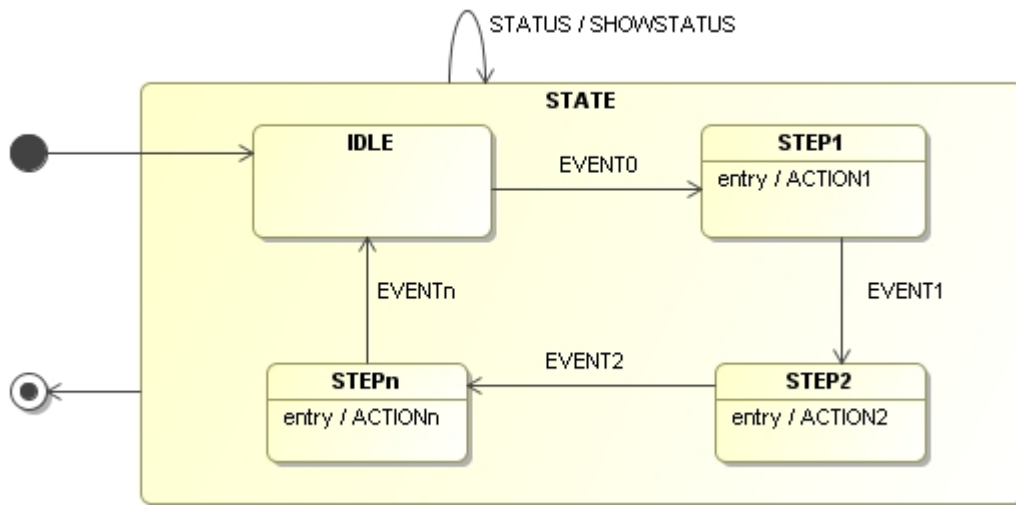 STATUS / SHOWSTATUS
STATE
IDLE
EVENT0
STEP1
entry / ACTION1
EVENTn
EVENT1
STEPn
entry / ACTIONn
EVENT2
STEP2
entry / ACTION2